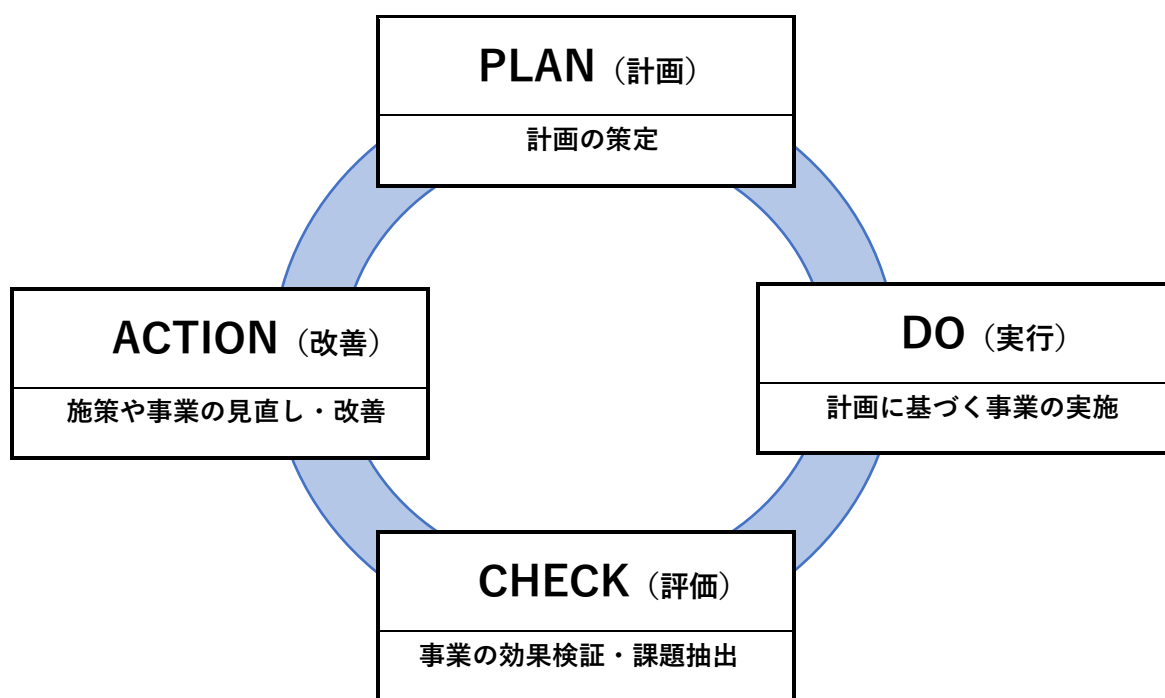 PLAN（計画）
計画の策定
ACTION（改善）
施策や事業の見直し・改善
DO（実行）
計画に基づく事業の実施
CHECK（評価）
事業の効果検証・課題抽出